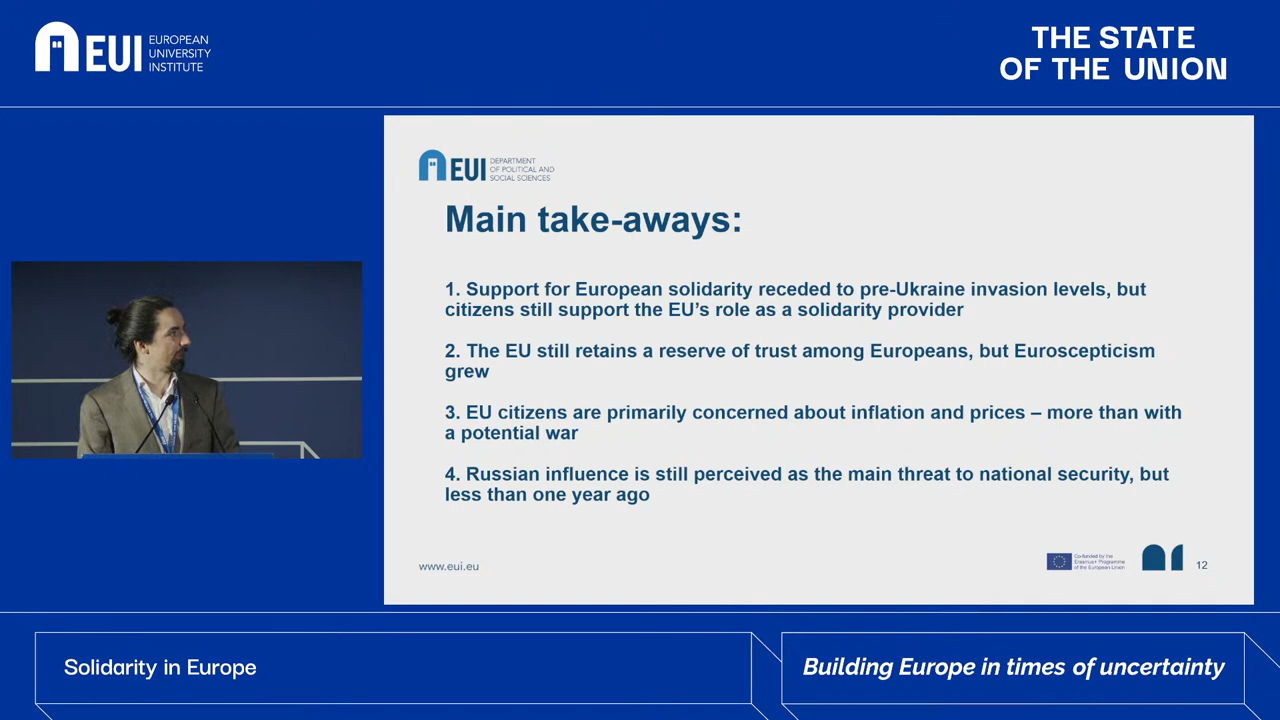 EUI
EUROPEAN
UNIVERSITY
INSTITUTE
THE STATE
OF THE UNION
EUI
DEPARTMENT
OF POLITICAL AND
SOCIAL SCIENCES
Main take-aways:
1. Support for European solidarity receded to pre-Ukraine invasion levels, but
citizens still support the EU’s role as a solidarity provider
2. The EU still retains a reserve of trust among Europeans, but Euroscepticism
grew
3. EU citizens are primarily concerned about inflation and prices – more than with
a potential war
4. Russian influence is still perceived as the main threat to national security, but
less than one year ago
www.eui.eu
Co-funded by the
Erasmus+ Programme
of the European Union
12
Solidarity in Europe
Building Europe in times of uncertainty